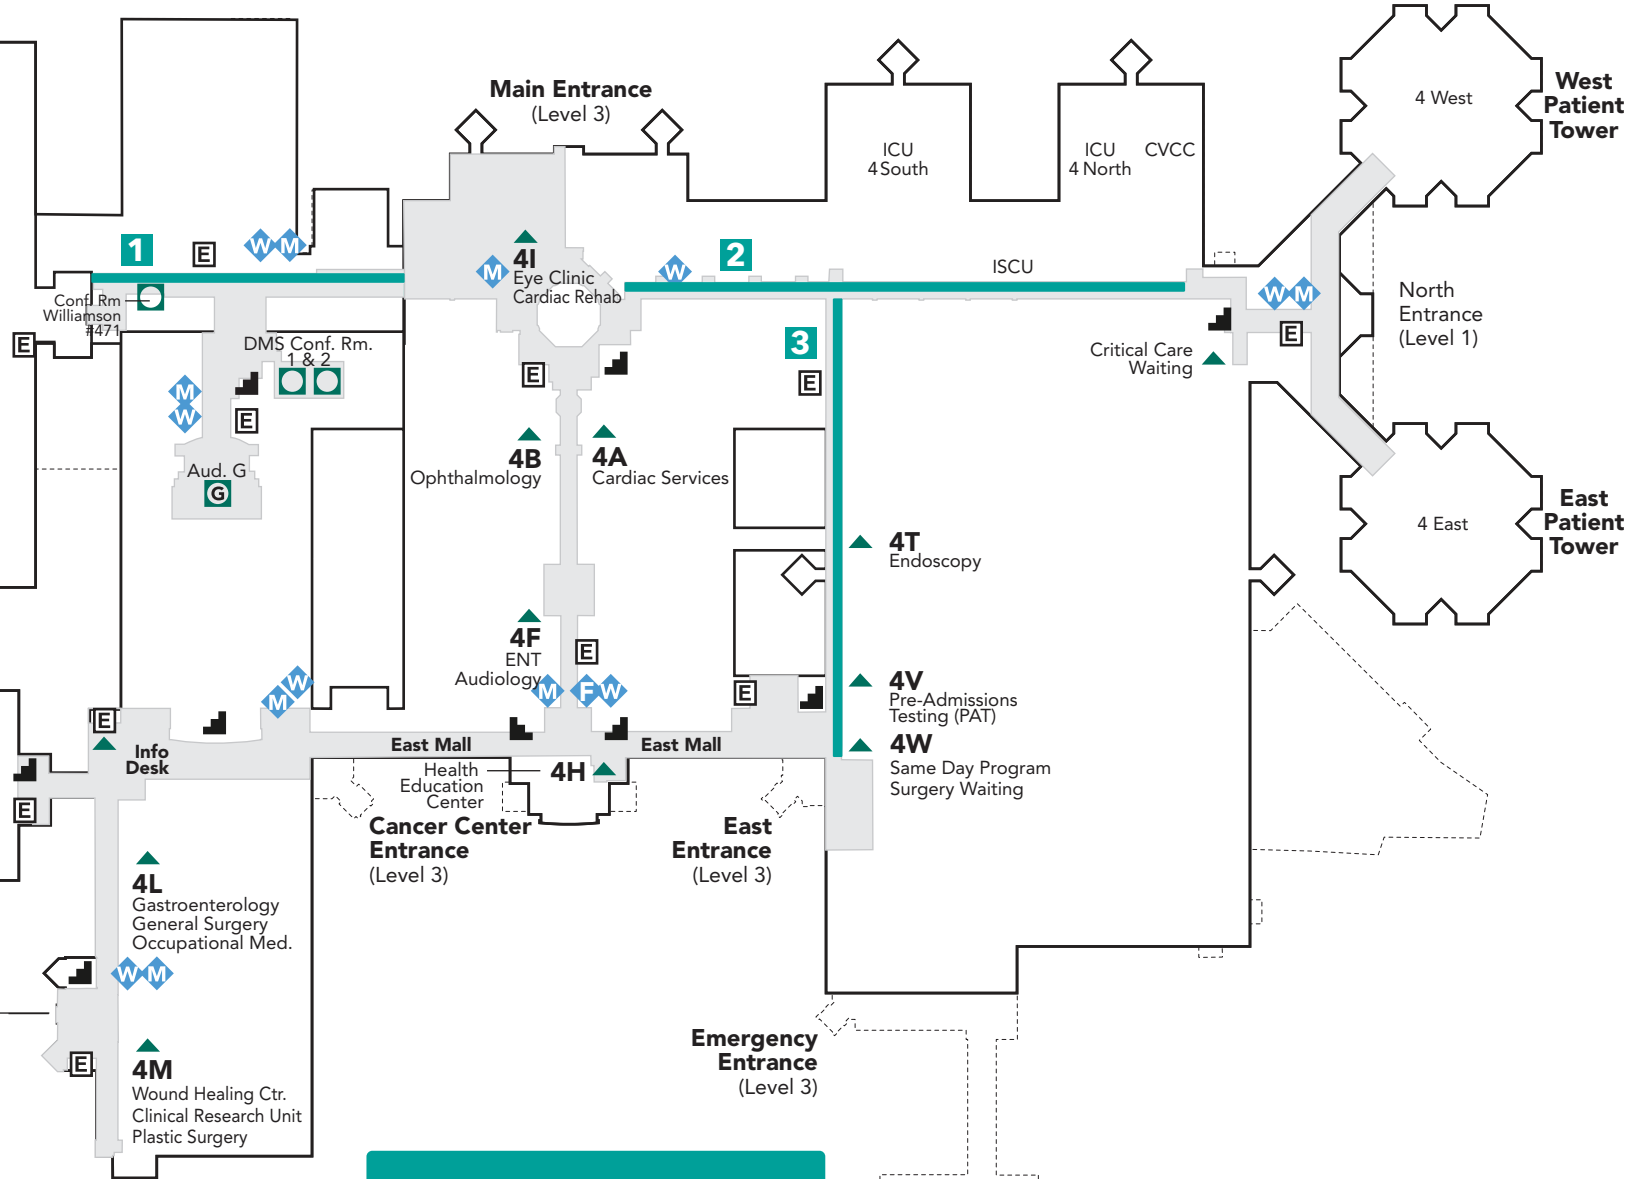 Main Entrance
(Level 3)
4 West
West
Patient
Tower
ICU
4 South
ICU
4 North
CVCC
1
E
W M
M
4I
Eye Clinic
Cardiac Rehab
W
2
ISCU
W M
North
Entrance
(Level 1)
Conf. Rm
Williamson
#471
E
DMS Conf. Rm.
1 & 2
3
E
E
E
Critical Care
Waiting
M
W
E
Aud. G
G
4B
Ophthalmology
4A
Cardiac Services
4 East
East
Patient
Tower
4T
Endoscopy
4F
ENT
Audiology
E
M
F W
W
M
E
4V
Pre-Admissions
Testing (PAT)
E
Info
Desk
East Mall
East Mall
4W
Same Day Program
Surgery Waiting
Health
Education
Center
4H
E
Cancer Center
Entrance
(Level 3)
East
Entrance
(Level 3)
4L
Gastroenterology
General Surgery
Occupational Med.
W M
E
4M
Wound Healing Ctr.
Clinical Research Unit
Plastic Surgery
Emergency
Entrance
(Level 3)